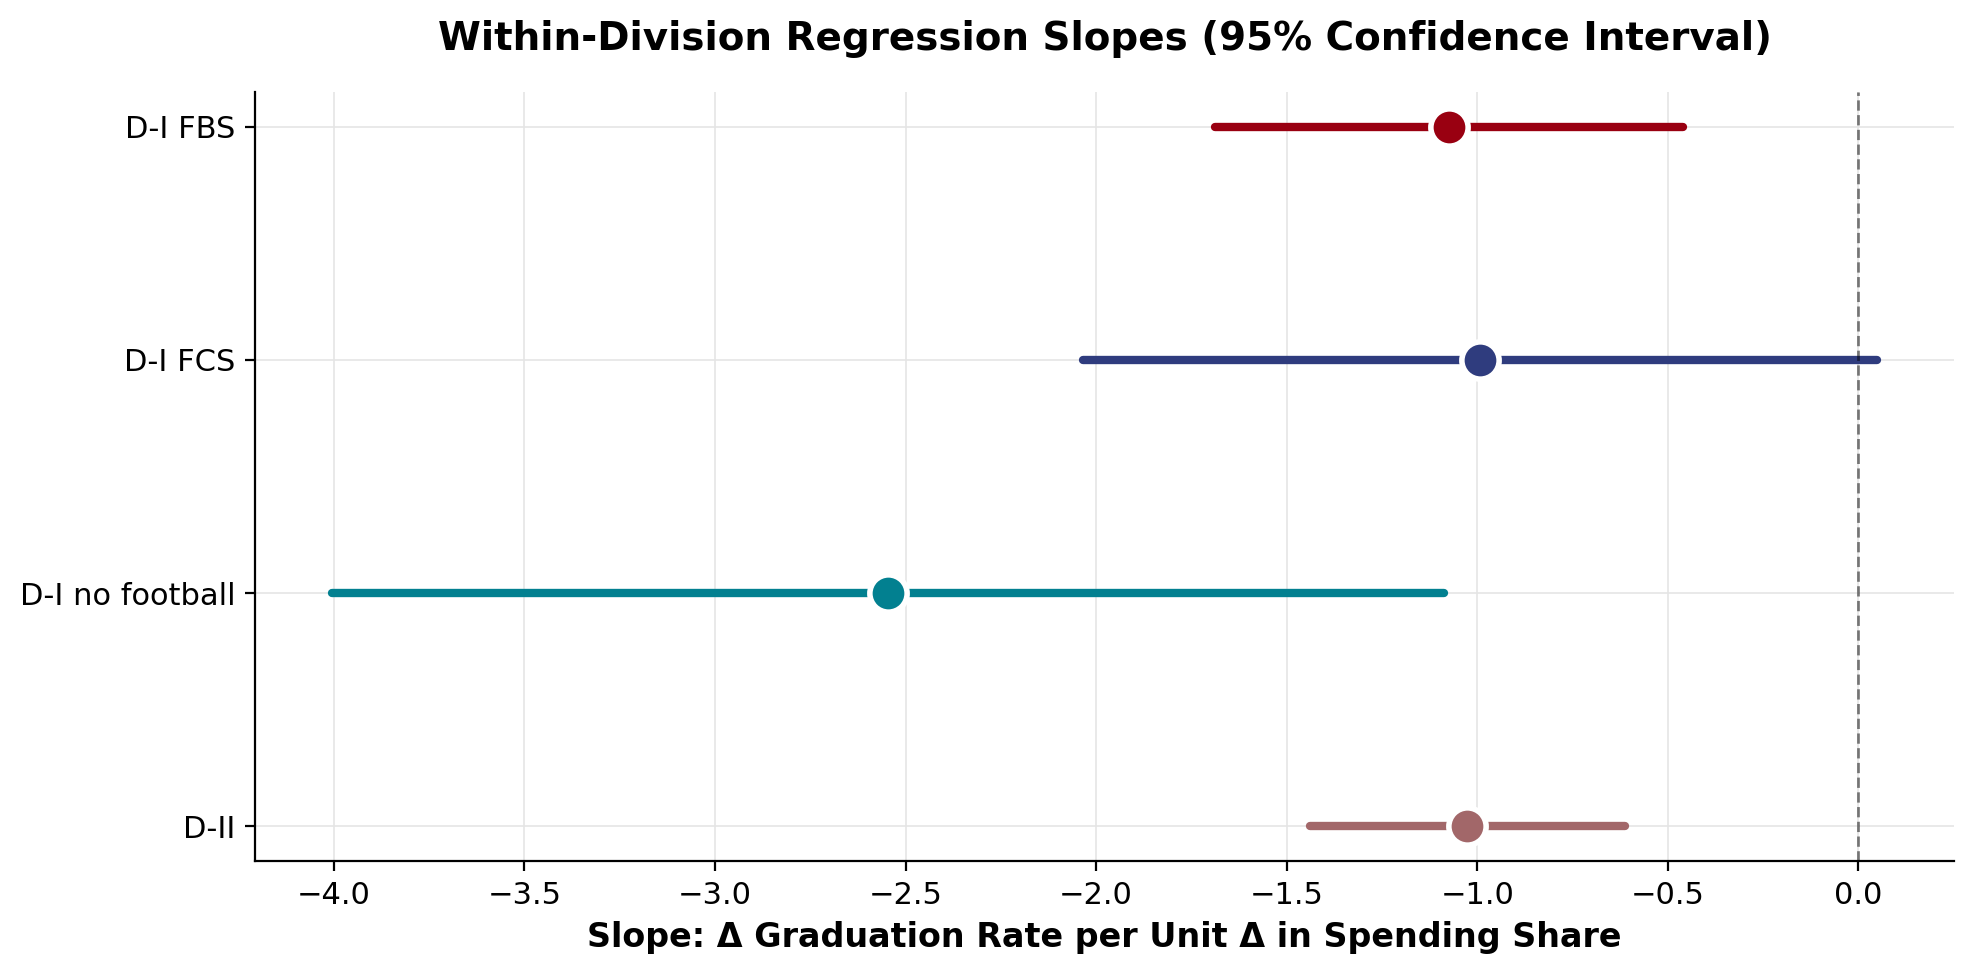 Within-Division Regression Slopes (95% Confidence Interval)
D-I FBS
D-I FCS
D-I no football
D-II
−4.0 −3.5 −3.0 −2.5 −2.0 −1.5 −1.0 −0.5 0.0
Slope: Δ Graduation Rate per Unit Δ in Spending Share